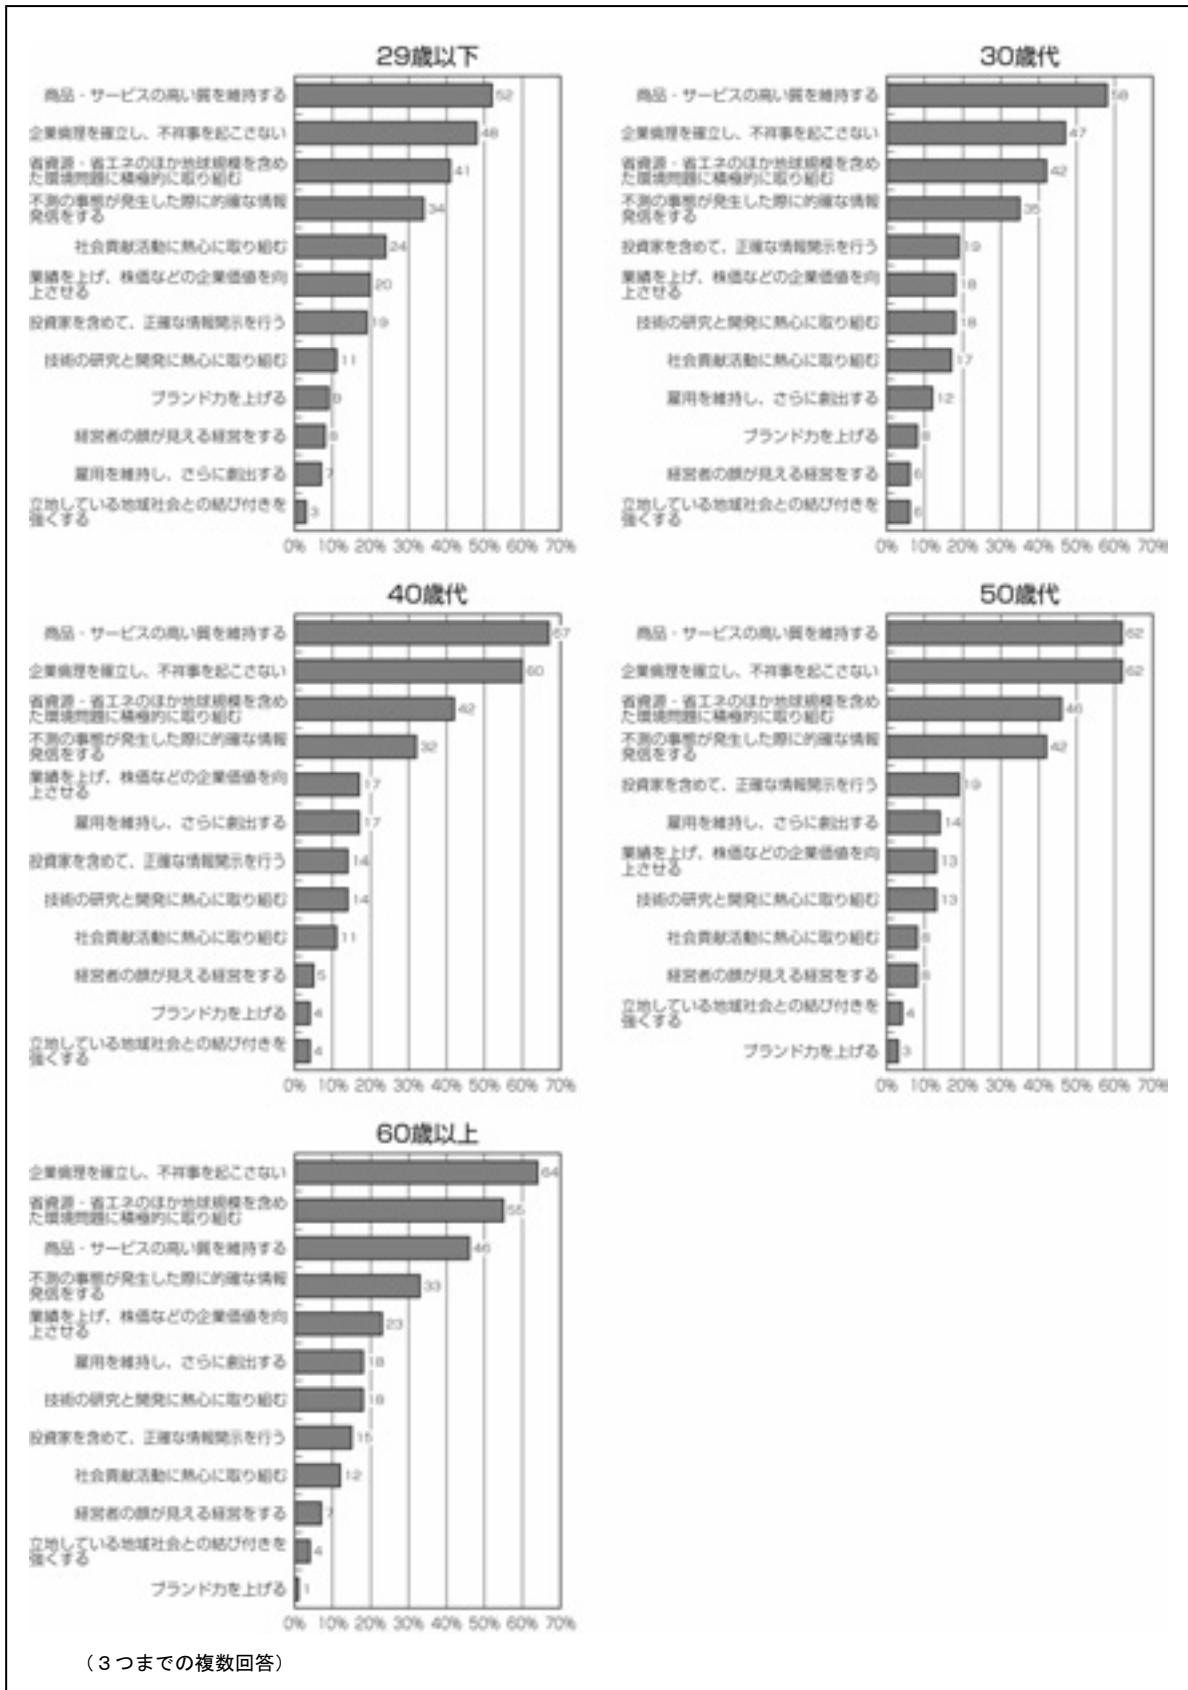 29歳以下
商品・サービスの高い質を維持する 52
企業倫理を確立し、不祥事を起こさない 48
省資源・省エネのほか地球規模を含め
た環境問題に積極的に取り組む 41
不測の事態が発生した際に的確な情報
発信をする 34
社会貢献活動に熱心に取り組む 24
業績を上げ、株価などの企業価値を向
上させる 20
投資家を含めて、正確な情報開示を行う 19
技術の研究と開発に熱心に取り組む 11
ブランド力を上げる 9
経営者の顔が見える経営をする 8
雇用を維持し、さらに創出する 7
立地している地域社会との結び付きを
強くする 3
0% 10% 20% 30% 40% 50% 60% 70%
30歳代
商品・サービスの高い質を維持する 58
企業倫理を確立し、不祥事を起こさない 47
省資源・省エネのほか地球規模を含め
た環境問題に積極的に取り組む 42
不測の事態が発生した際に的確な情報
発信をする 35
投資家を含めて、正確な情報開示を行う 19
業績を上げ、株価などの企業価値を向
上させる 18
技術の研究と開発に熱心に取り組む 18
社会貢献活動に熱心に取り組む 17
雇用を維持し、さらに創出する 12
ブランド力を上げる 8
経営者の顔が見える経営をする 6
立地している地域社会との結び付きを
強くする 6
0% 10% 20% 30% 40% 50% 60% 70%
40歳代
商品・サービスの高い質を維持する 67
企業倫理を確立し、不祥事を起こさない 60
省資源・省エネのほか地球規模を含め
た環境問題に積極的に取り組む 42
不測の事態が発生した際に的確な情報
発信をする 32
業績を上げ、株価などの企業価値を向
上させる 17
雇用を維持し、さらに創出する 17
投資家を含めて、正確な情報開示を行う 14
技術の研究と開発に熱心に取り組む 14
社会貢献活動に熱心に取り組む 11
経営者の顔が見える経営をする 5
ブランド力を上げる 4
立地している地域社会との結び付きを
強くする 4
0% 10% 20% 30% 40% 50% 60% 70%
50歳代
商品・サービスの高い質を維持する 62
企業倫理を確立し、不祥事を起こさない 62
省資源・省エネのほか地球規模を含め
た環境問題に積極的に取り組む 46
不測の事態が発生した際に的確な情報
発信をする 42
投資家を含めて、正確な情報開示を行う 19
雇用を維持し、さらに創出する 14
業績を上げ、株価などの企業価値を向
上させる 13
技術の研究と開発に熱心に取り組む 13
社会貢献活動に熱心に取り組む 8
経営者の顔が見える経営をする 8
立地している地域社会との結び付きを
強くする 4
ブランド力を上げる 3
0% 10% 20% 30% 40% 50% 60% 70%
60歳以上
企業倫理を確立し、不祥事を起こさない 64
省資源・省エネのほか地球規模を含め
た環境問題に積極的に取り組む 55
商品・サービスの高い質を維持する 46
不測の事態が発生した際に的確な情報
発信をする 33
業績を上げ、株価などの企業価値を向
上させる 23
雇用を維持し、さらに創出する 18
技術の研究と開発に熱心に取り組む 18
投資家を含めて、正確な情報開示を行う 15
社会貢献活動に熱心に取り組む 12
経営者の顔が見える経営をする 7
立地している地域社会との結び付きを
強くする 4
ブランド力を上げる 1
0% 10% 20% 30% 40% 50% 60% 70%
（３つまでの複数回答）